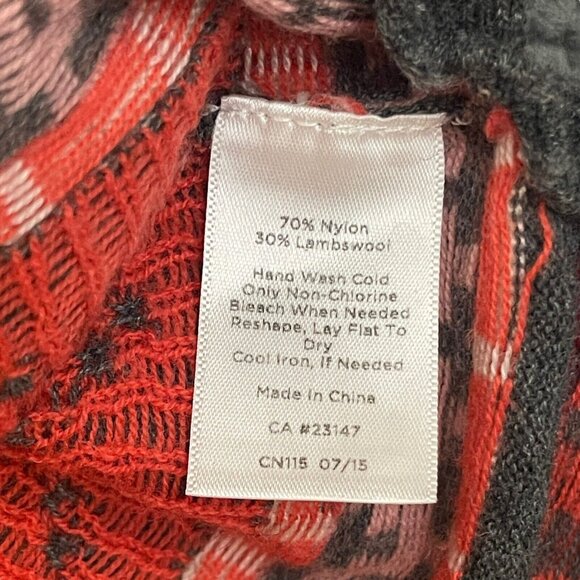 70% Nylon
30% Lambswool
Hand Wash Cold
Only Non-Chlorine
Bleach When Needed
Reshape, Lay Flat To
Dry
Cool Iron, If Needed
Made in China
CA #23147
CN115 07/15